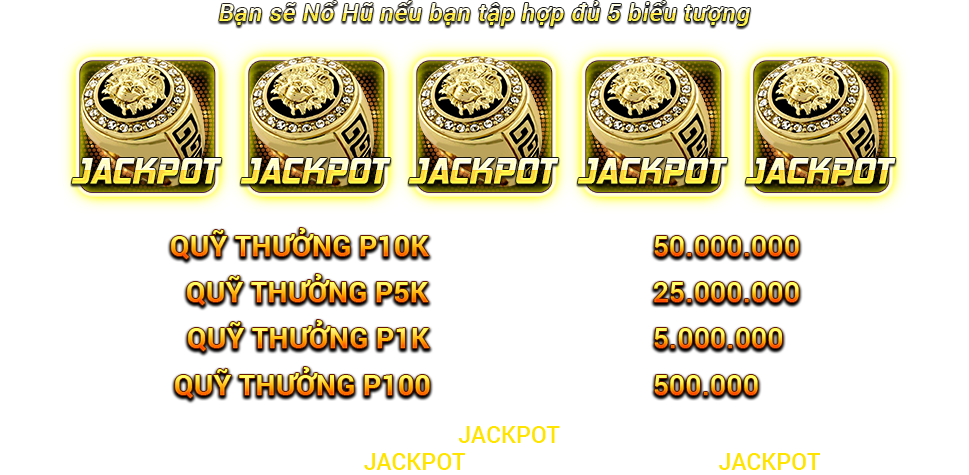 Bạn sẽ Nổ Hũ nếu bạn tập hợp đủ 5 biểu tượng
JACKPOT JACKPOT JACKPOT JACKPOT JACKPOT
QUỸ THƯỞNG P10K 50.000.000
QUỸ THƯỞNG P5K 25.000.000
QUỸ THƯỞNG P1K 5.000.000
QUỸ THƯỞNG P100 500.000
JACKPOT
JACKPOT JACKPOT